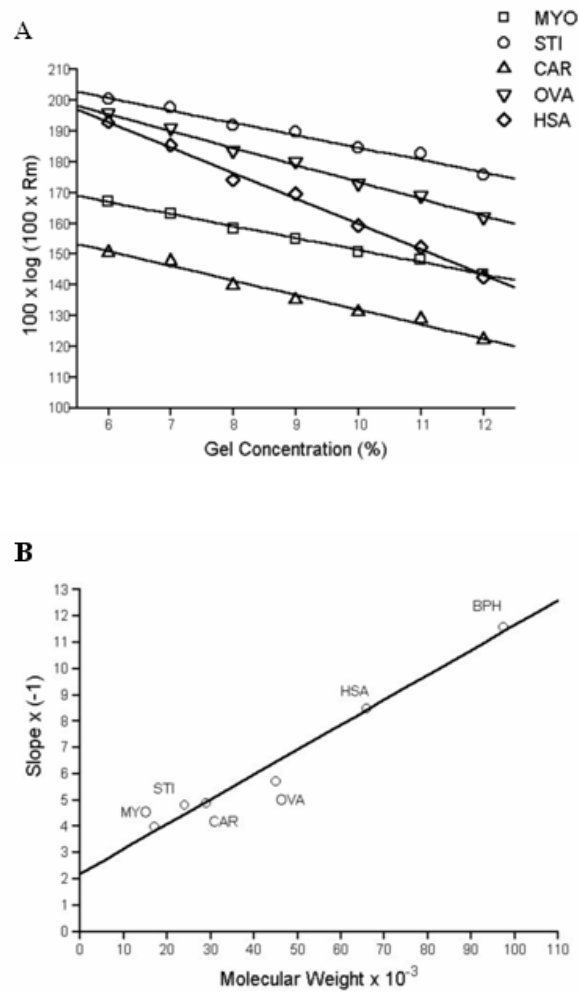 A
MYO
STI
CAR
OVA
HSA
210
200
190
180
170
160
150
140
130
120
110
100
100 x log (100 x Rm)
6 7 8 9 10 11 12
Gel Concentration (%)
B
13
12
11
10
9
8
7
6
5
4
3
2
1
0
Slope x (-1)
BPH
HSA
STI
OVA
MYO
CAR
0 10 20 30 40 50 60 70 80 90 100 110
Molecular Weight x 10⁻³